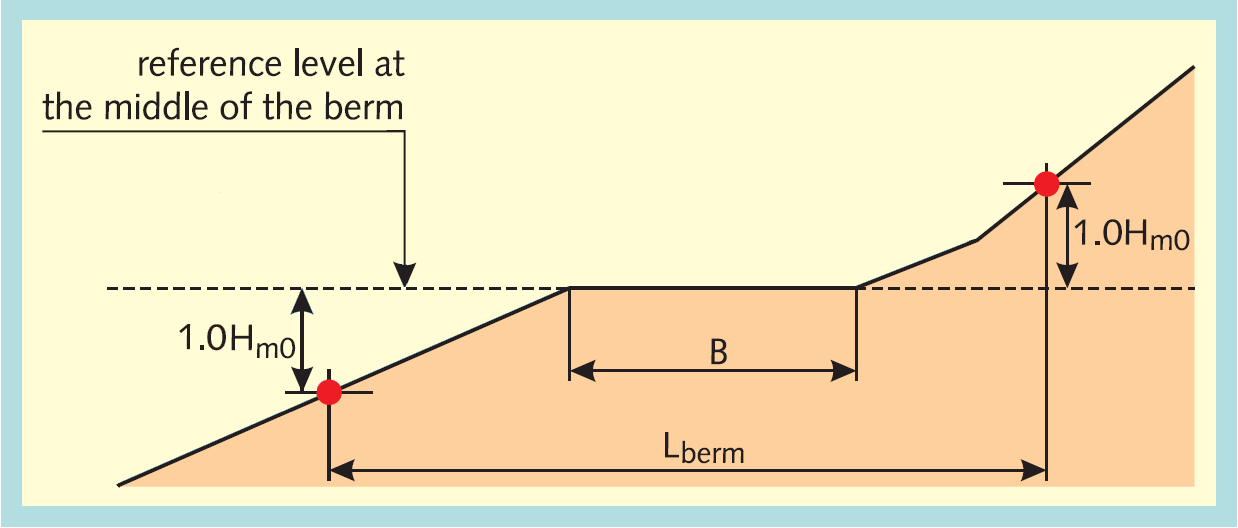 reference level at
the middle of the berm
1.0Hm0
1.0Hm0
B
Lberm